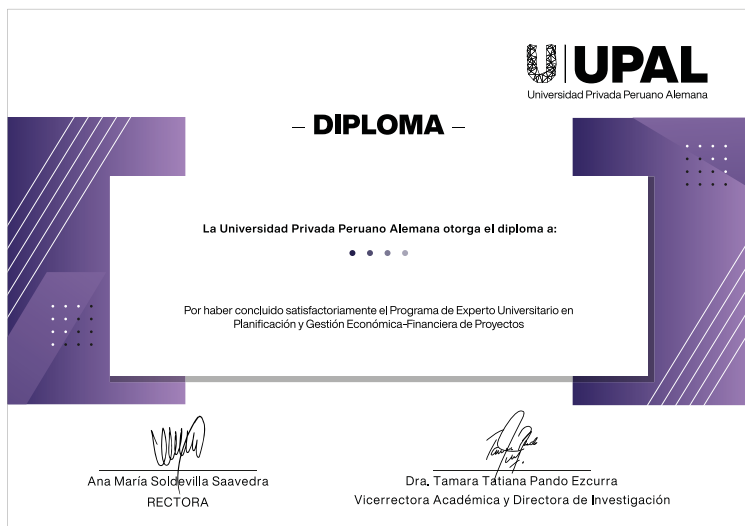 UPAL
Universidad Privada Peruano Alemana
– DIPLOMA –
La Universidad Privada Peruano Alemana otorga el diploma a:
Por haber concluido satisfactoriamente el Programa de Experto Universitario en
Planificación y Gestión Económica-Financiera de Proyectos
Ana María Soldevilla Saavedra
RECTORA
Dra. Tamara Tatiana Pando Ezcurra
Vicerrectora Académica y Directora de Investigación